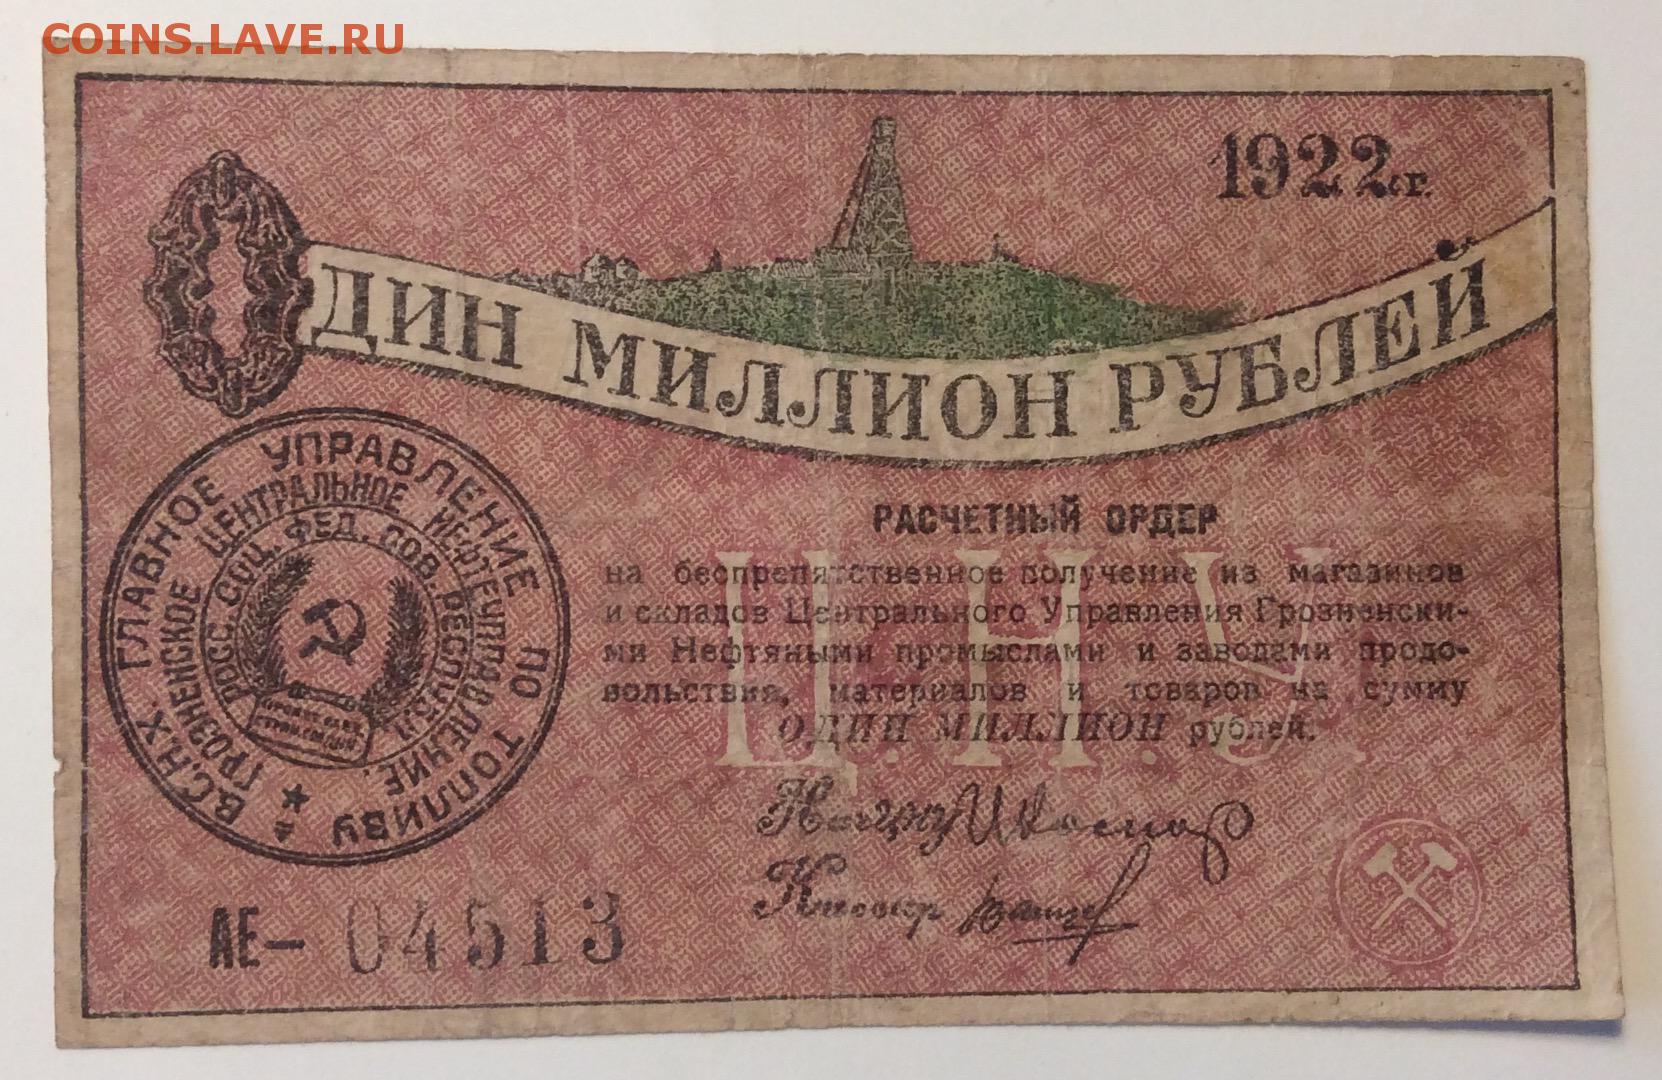 COINS.LAVE.RU
1922 г.
ОДИН МИЛЛИОН РУБЛЕЙ
В.С.Н.Х. ГЛАВНОЕ УПРАВЛЕНИЕ ПО ТОПЛИВУ
ГРОЗНЕНСКОЕ ЦЕНТРАЛЬНОЕ НЕФТЕУПРАВЛЕНИЕ.
РОСС. СОЦ. ФЕД. СОВ. РЕСПУБЛ.
РАСЧЕТНЫЙ ОРДЕР
на беспрепятственное получение из магазинов
и складов Центрального Управления Грозненски-
ми Нефтяными промыслами и заводами продо-
вольствия, материалов и товаров на сумму
ОДИН МИЛЛИОН рублей.
Ц.Н.У.
Кассир
АЕ— 04513